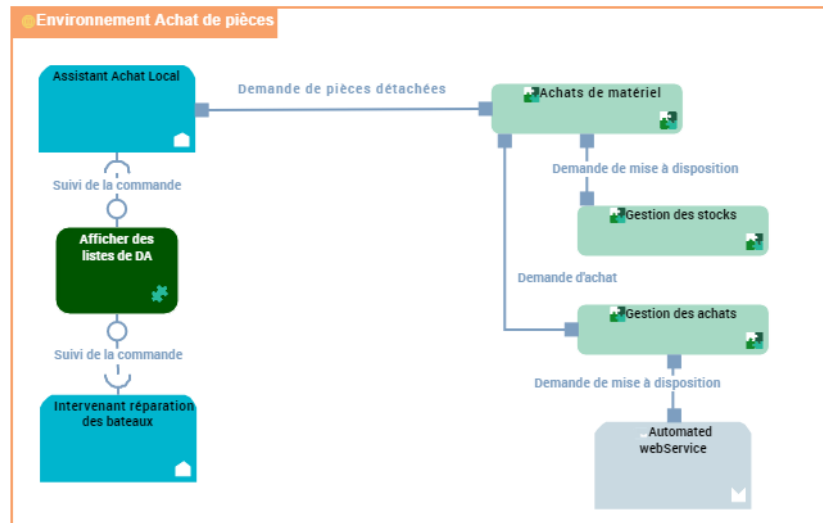 Environnement Achat de pièces
Assistant Achat Local
Demande de pièces détachées
Achats de matériel
Suivi de la commande
Demande de mise à disposition
Afficher des
listes de DA
Gestion des stocks
Demande d'achat
Gestion des achats
Suivi de la commande
Demande de mise à disposition
Intervenant réparation
des bateaux
Automated
webService